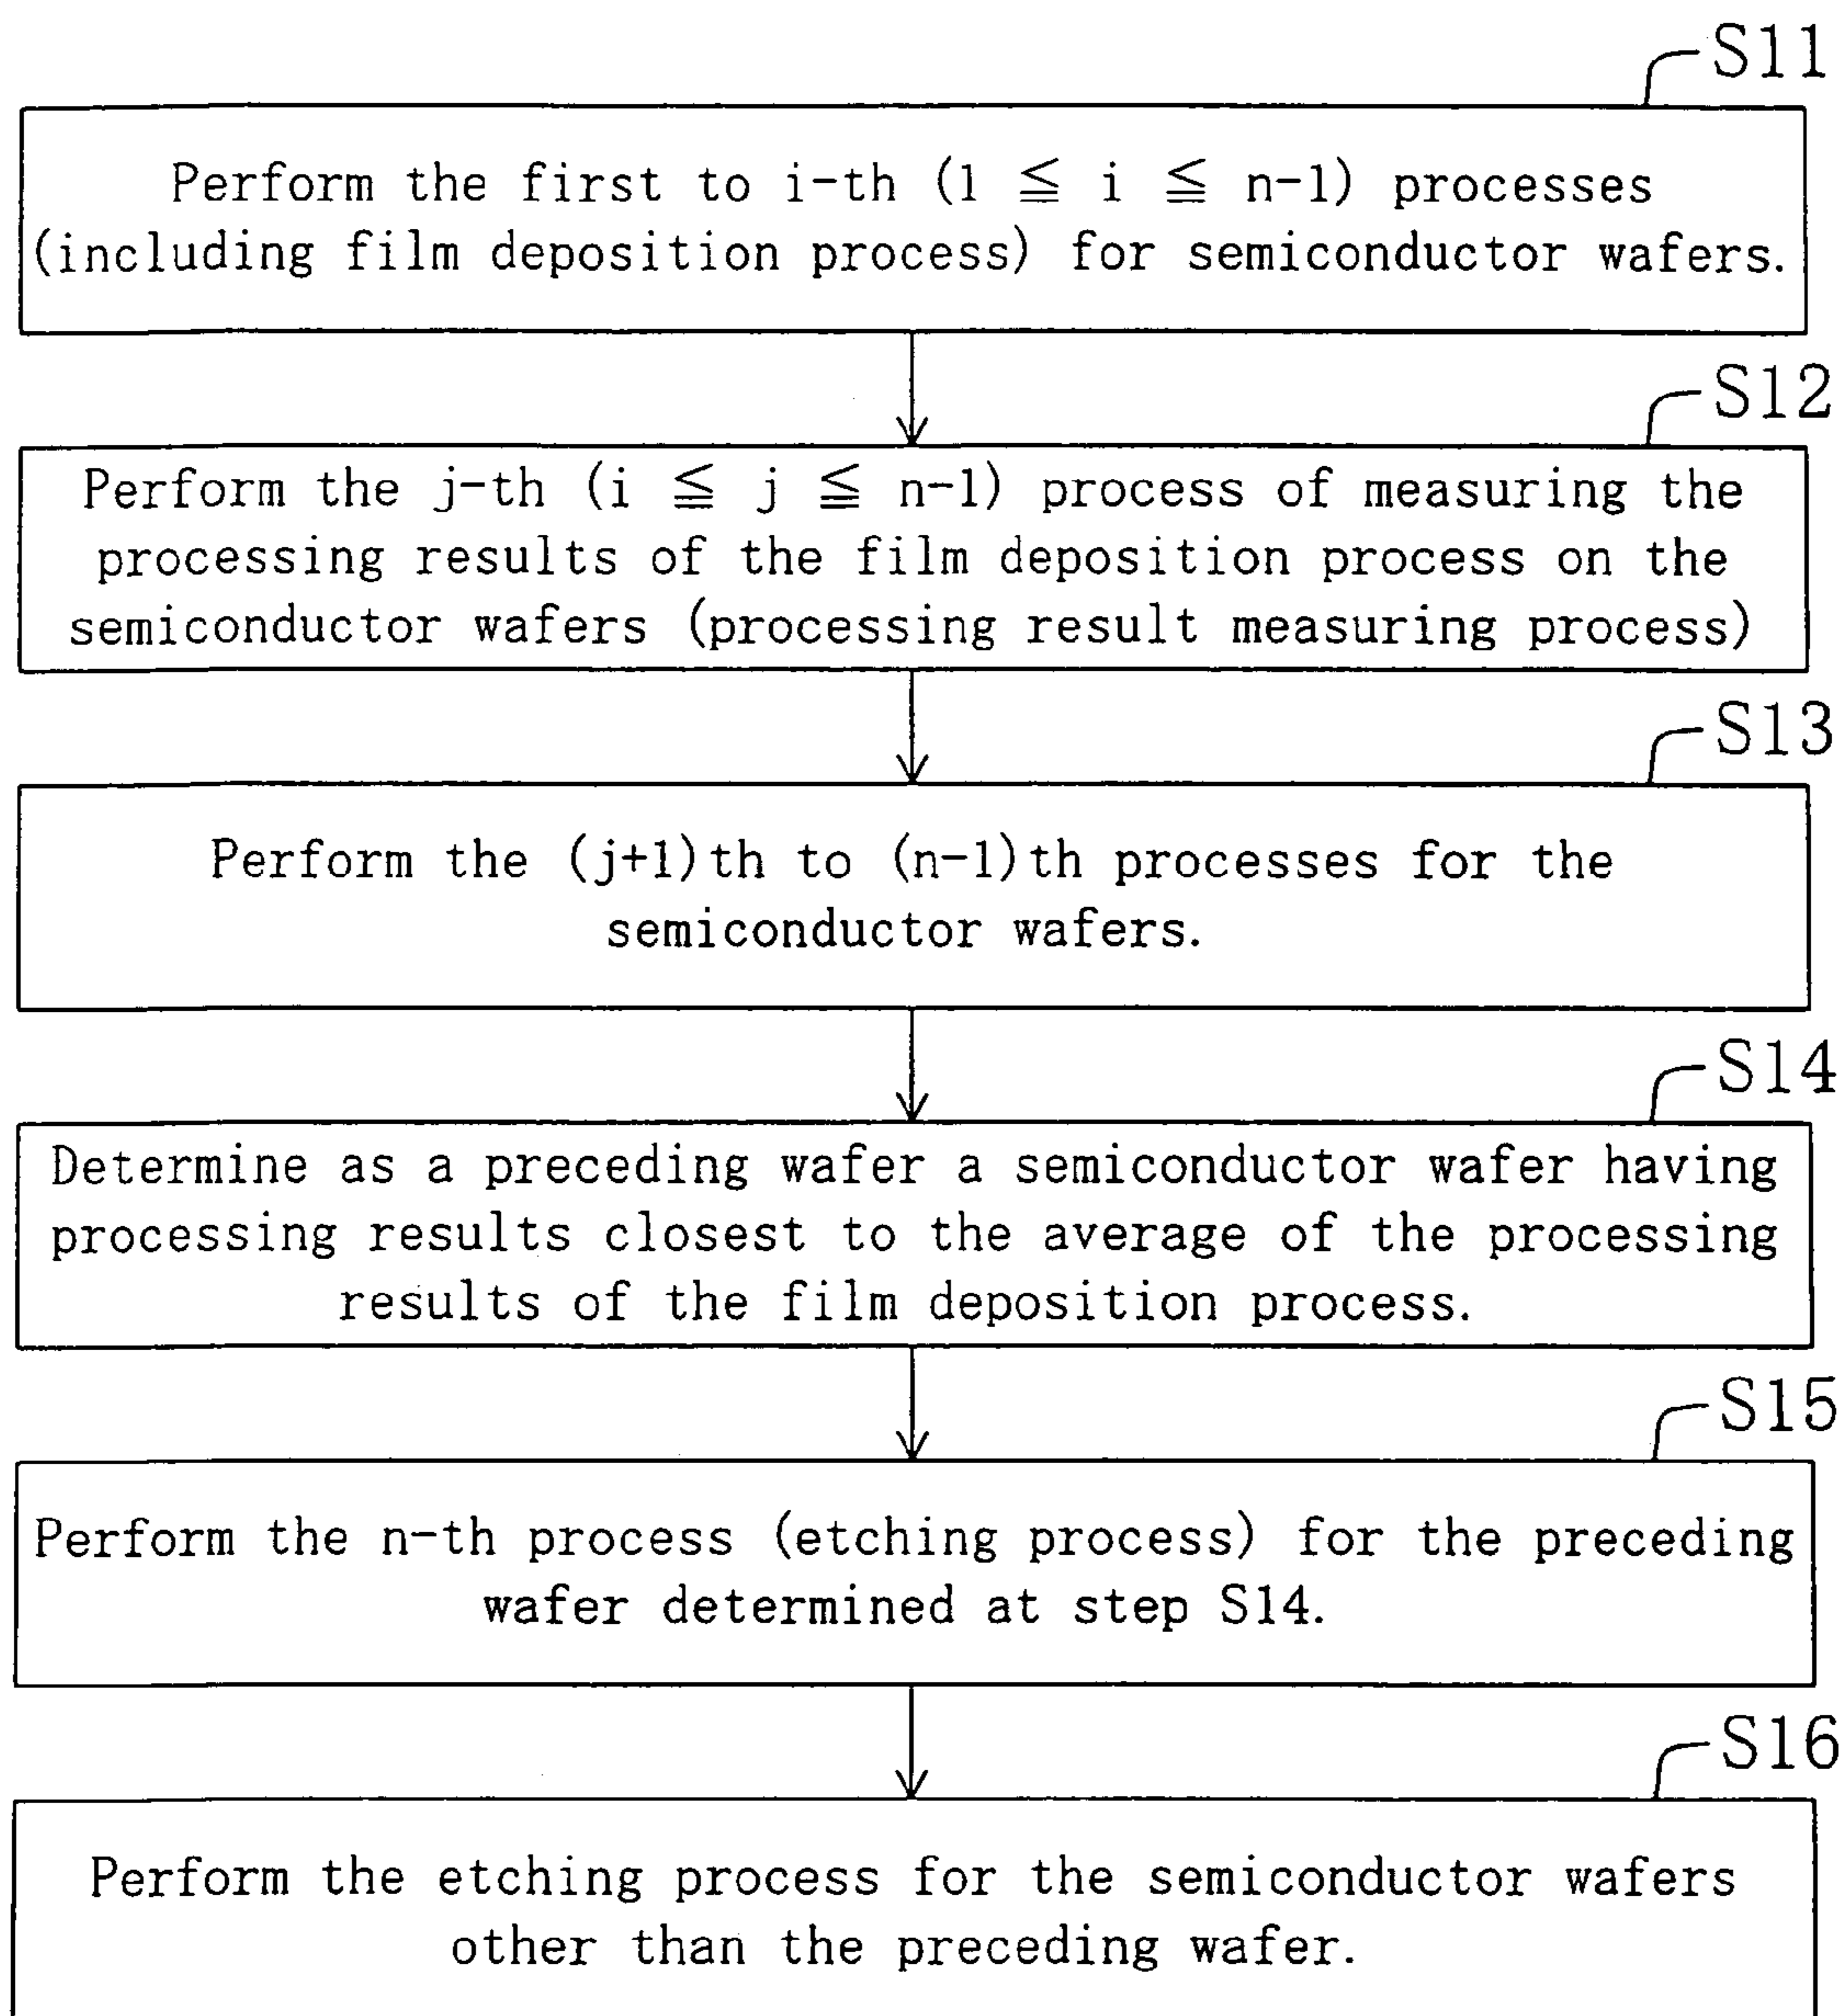 S11
Perform the first to i-th (1 ≦ i ≦ n-1) processes
(including film deposition process) for semiconductor wafers.
S12
Perform the j-th (i ≦ j ≦ n-1) process of measuring the
processing results of the film deposition process on the
semiconductor wafers (processing result measuring process)
S13
Perform the (j+1)th to (n-1)th processes for the
semiconductor wafers.
S14
Determine as a preceding wafer a semiconductor wafer having
processing results closest to the average of the processing
results of the film deposition process.
S15
Perform the n-th process (etching process) for the preceding
wafer determined at step S14.
S16
Perform the etching process for the semiconductor wafers
other than the preceding wafer.